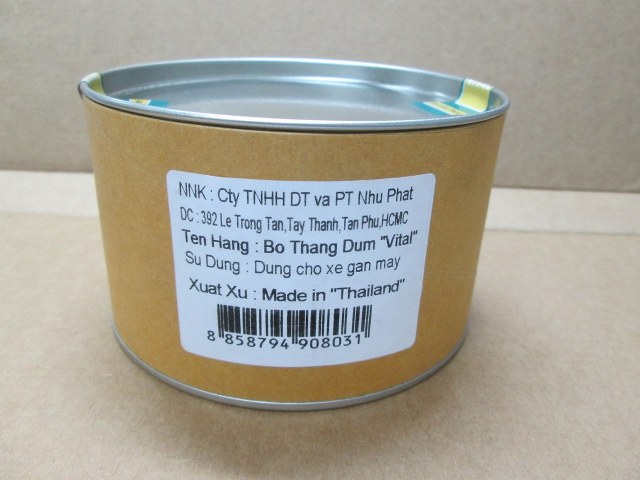 NNK : Cty TNHH DT va PT Nhu Phat
DC : 392 Le Trong Tan,Tay Thanh,Tan Phu,HCMC
Ten Hang : Bo Thang Dum "Vital"
Su Dung : Dung cho xe gan may
Xuat Xu : Made in "Thailand"
8 858794 908031